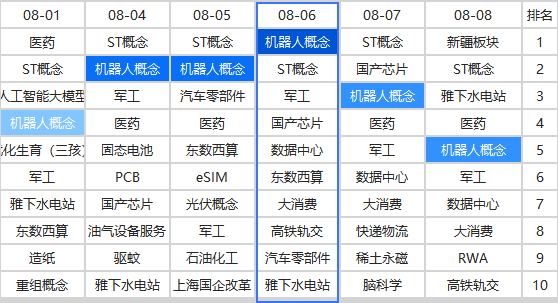 08-01 08-04 08-05 08-06 08-07 08-08 排名
医药 ST概念 ST概念 机器人概念 ST概念 新疆板块 1
ST概念 机器人概念 机器人概念 ST概念 国产芯片 ST概念 2
人工智能大模型 军工 汽车零部件 军工 机器人概念 雅下水电站 3
机器人概念 医药 医药 国产芯片 医药 医药 4
化生育（三孩） 固态电池 东数西算 数据中心 军工 机器人概念 5
军工 PCB eSIM 东数西算 数据中心 军工 6
雅下水电站 国产芯片 光伏概念 大消费 大消费 数据中心 7
东数西算 油气设备服务 军工 高铁轨交 快递物流 大消费 8
造纸 驱蚊 石油化工 汽车零部件 稀土永磁 RWA 9
重组概念 雅下水电站 上海国企改革 雅下水电站 脑科学 高铁轨交 10